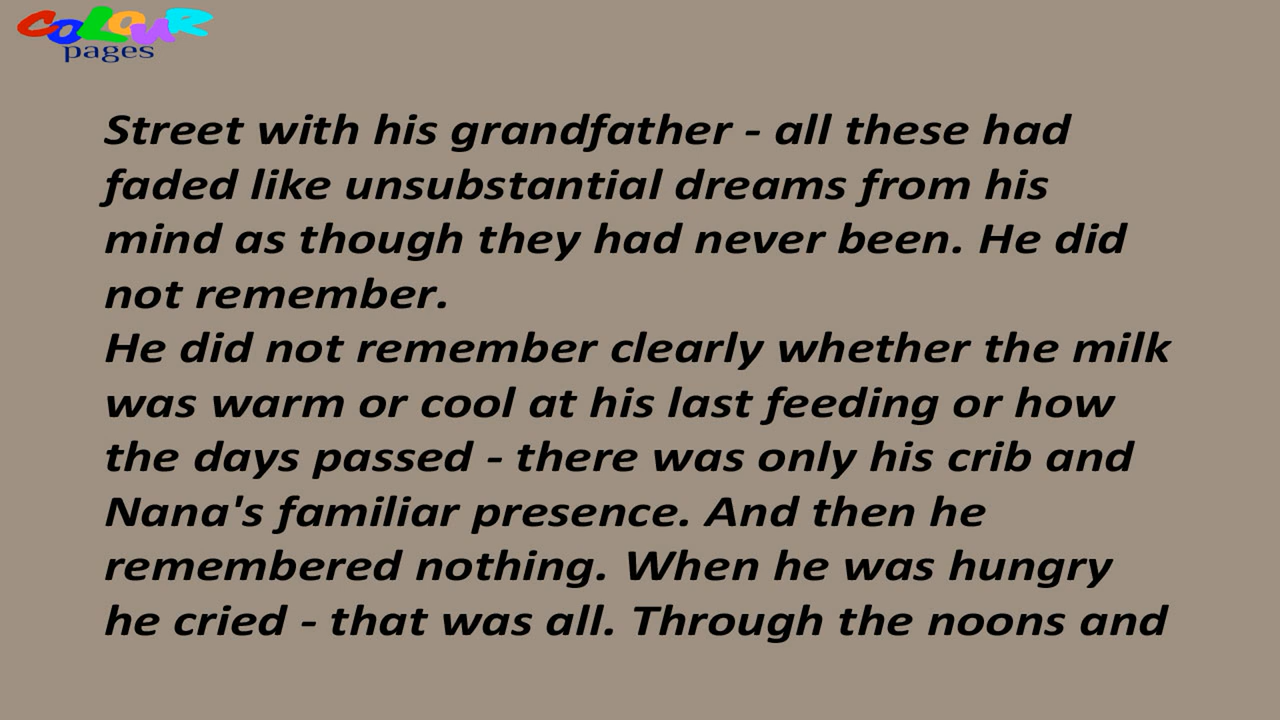 COLOUR
pages
Street with his grandfather - all these had
faded like unsubstantial dreams from his
mind as though they had never been. He did
not remember.
He did not remember clearly whether the milk
was warm or cool at his last feeding or how
the days passed - there was only his crib and
Nana's familiar presence. And then he
remembered nothing. When he was hungry
he cried - that was all. Through the noons and